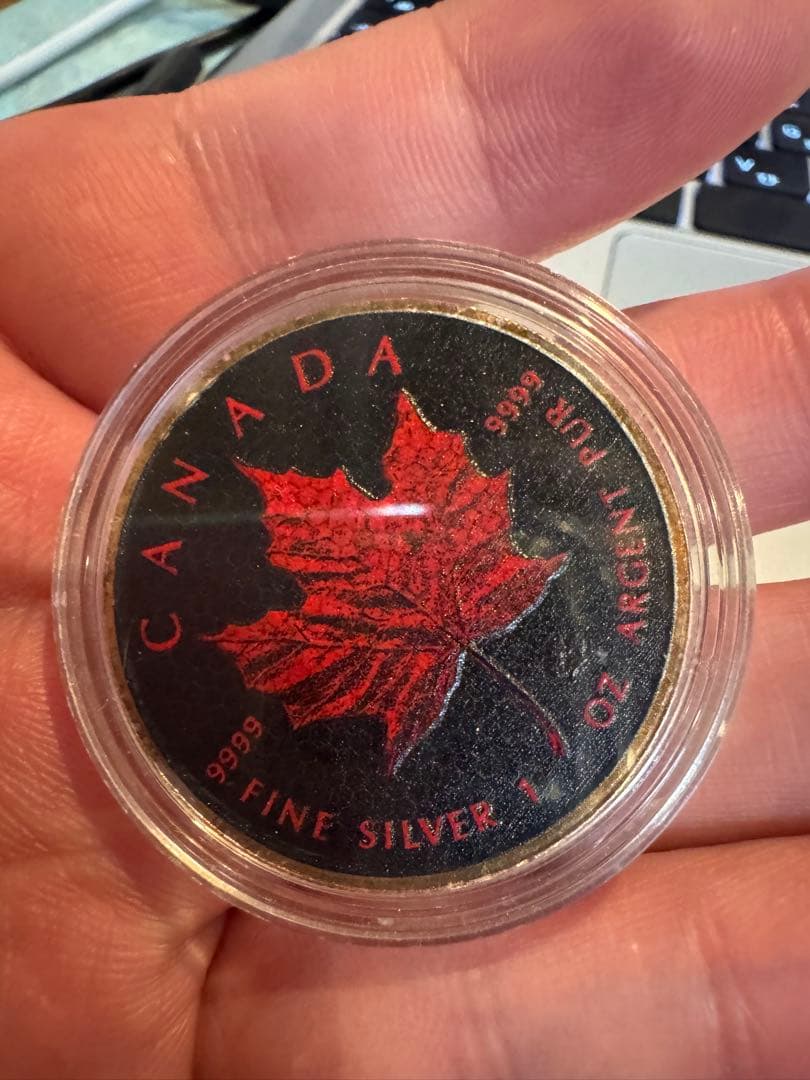 CANADA
9999
FINE SILVER 1 OZ ARGENT PUR
9999